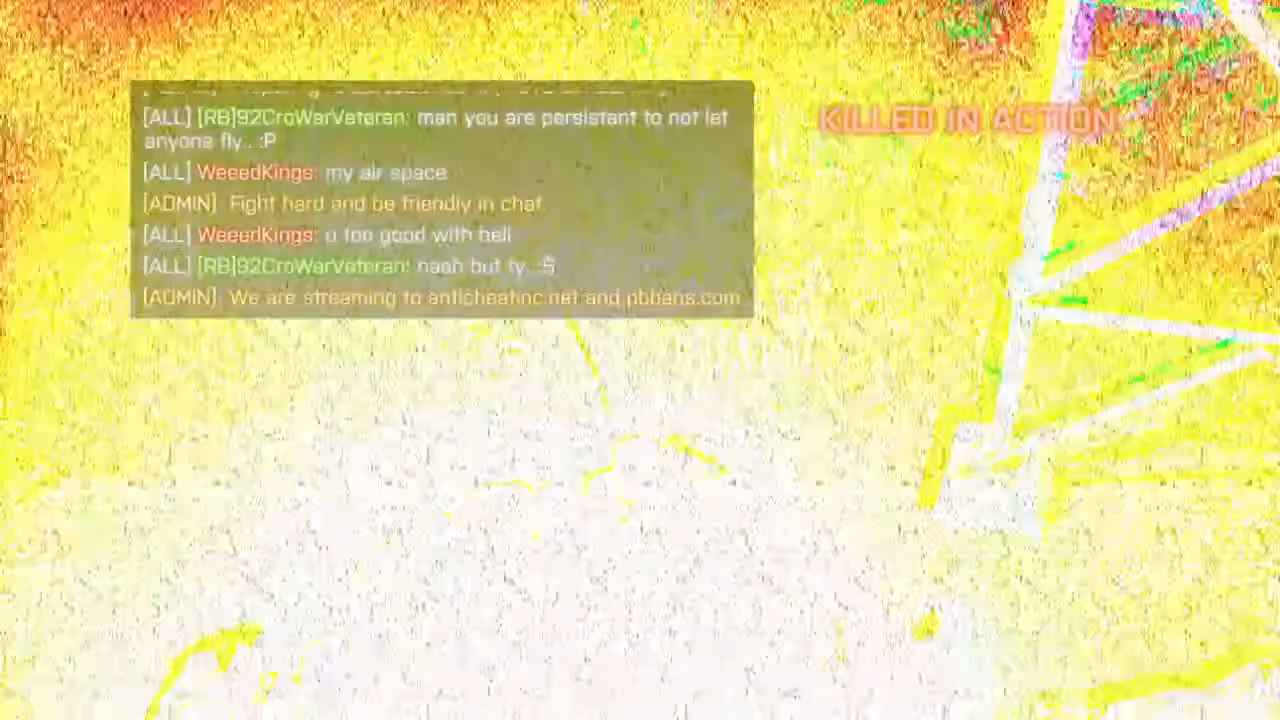 [ALL] [RB]92CroWarVeteran: man you are persistant to not let
anyone fly.. :P
[ALL] WeeedKings: my air space
[ADMIN]: Fight hard and be friendly in chat
[ALL] WeeedKings: u too good with heli
[ALL] [RB]92CroWarVeteran: naah but ty.. :S
[ADMIN]: We are streaming to anticheatinc.net and pbbans.com
KILLED IN ACTION